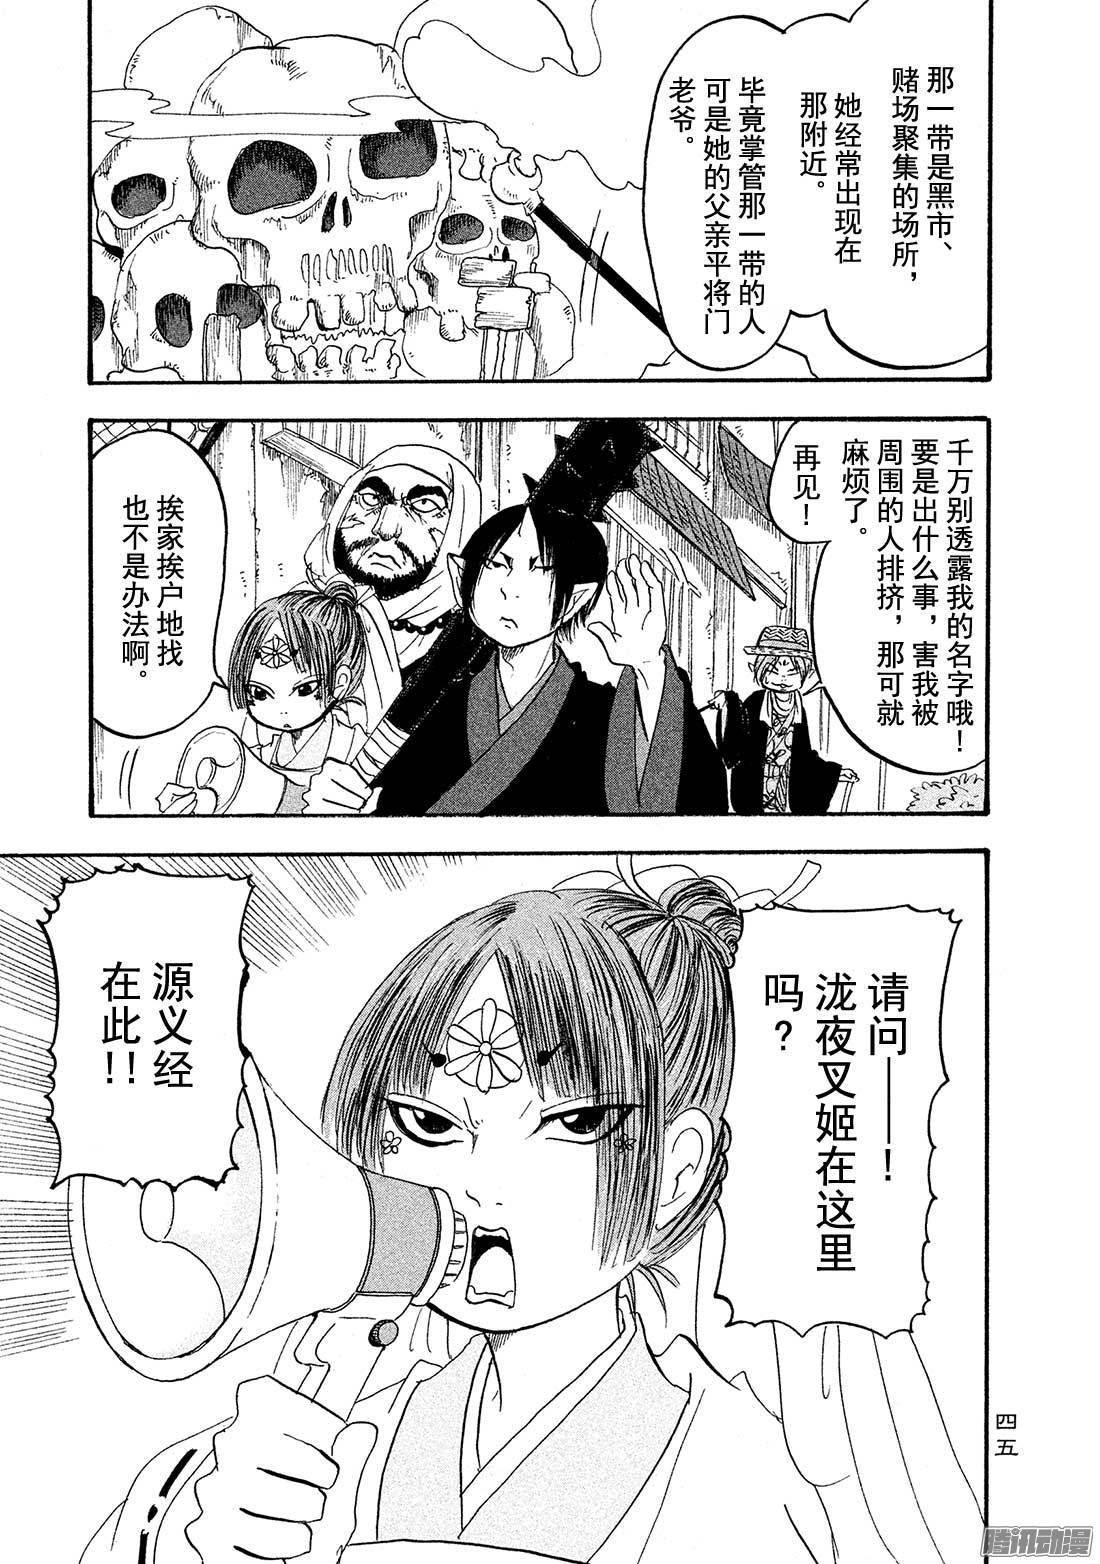 那一带是黑市、
赌场聚集的场所，
她经常出现在
那附近。
毕竟掌管那一带的人
可是她的父亲平将门
老爷。
千万别透露我的名字哦！
要是出什么事，害我被
周围的人排挤，那可就
麻烦了。
再见！
挨家挨户地找
也不是办法啊。
请问——！
泷夜叉姬在这里
吗？
源义经
在此！！
四五
腾讯动漫